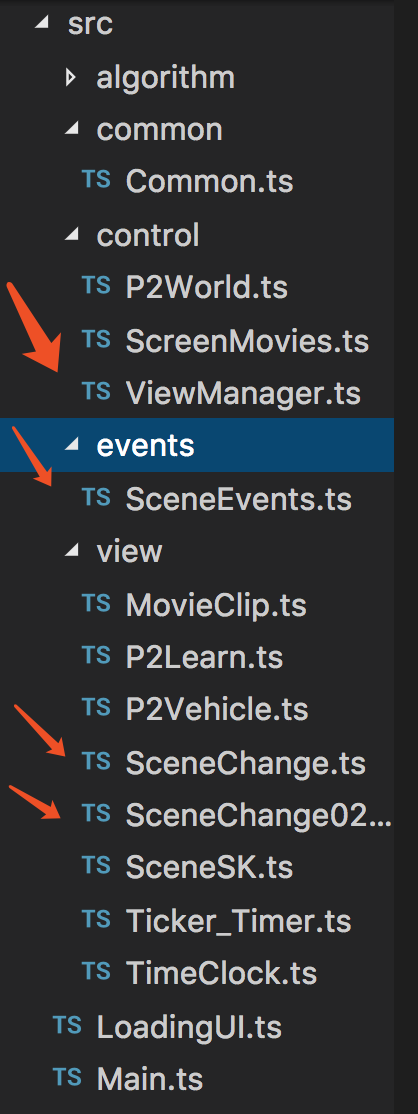 src
algorithm
common
TS Common.ts
control
TS P2World.ts
TS ScreenMovies.ts
TS ViewManager.ts
events
TS SceneEvents.ts
view
TS MovieClip.ts
TS P2Learn.ts
TS P2Vehicle.ts
TS SceneChange.ts
TS SceneChange02...
TS SceneSK.ts
TS Ticker_Timer.ts
TS TimeClock.ts
TS LoadingUI.ts
TS Main.ts